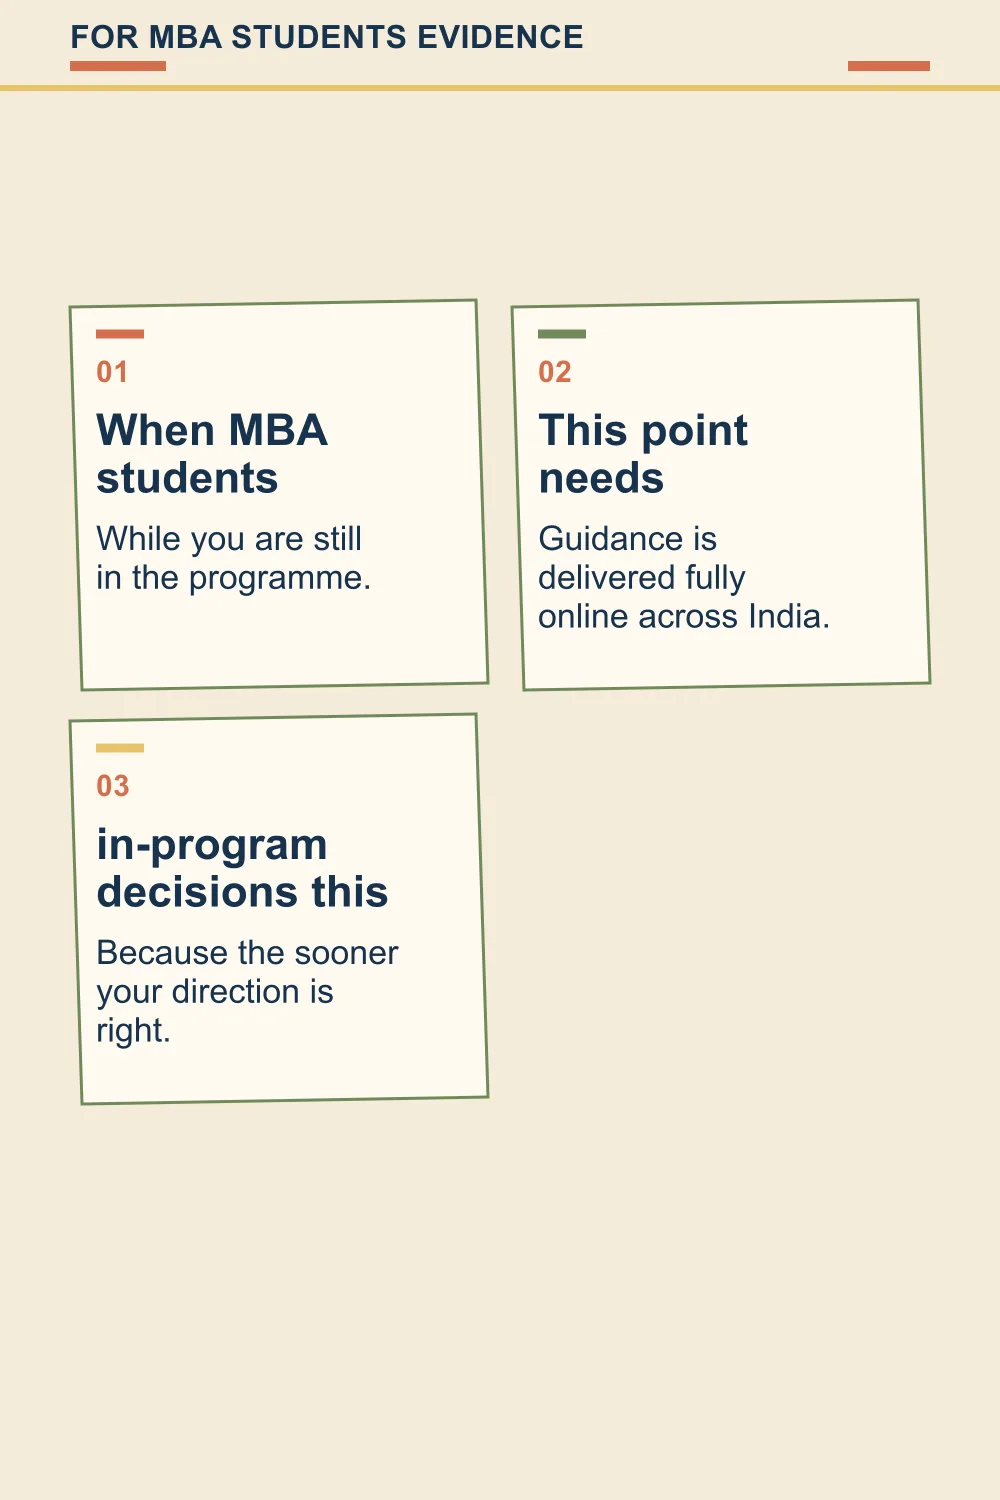 FOR MBA STUDENTS EVIDENCE
01
When MBA
students
While you are still
in the programme.
02
This point
needs
Guidance is
delivered fully
online across India.
03
in-program
decisions this
Because the sooner
your direction is
right.